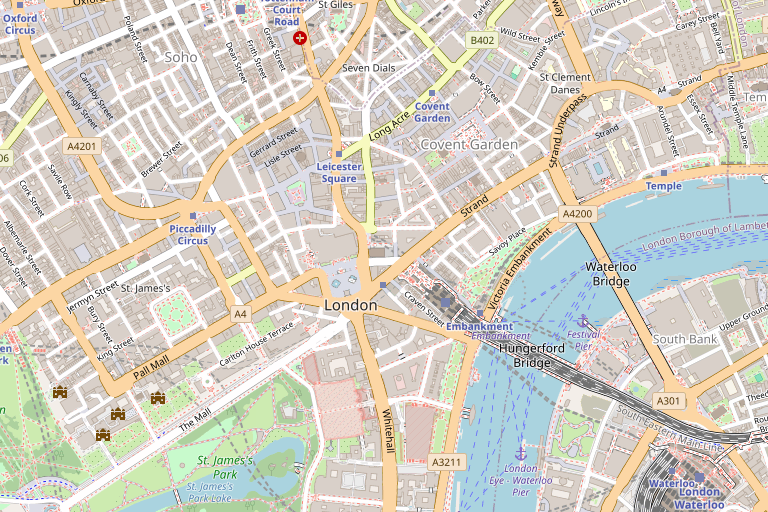 Oxford
Circus
Court
Road
St Giles
Poland Street
Soho
Dean Street
Frith Street
Greek Street
Seven Dials
B402
Wild Street
Kemble Street
Carey Street
Bell Yard
St Clement
Danes
A4
Strand
Essex Street
Middle Temple Lane
Arundel Street
Strand
Strand Underpass
Bow Street
Covent
Garden
Long Acre
Covent Garden
Carnaby Street
Kingly Street
A4201
Brewer Street
Gerrard Street
Lisle Street
Leicester
Square
Savile Row
Cork Street
Albemarle Street
Dover Street
Piccadilly
Circus
Strand
Savoy Place
Victoria Embankment
Temple
A4200
Waterloo
Bridge
Jermyn Street
St. James's
Bury Street
King Street
A4
Pall Mall
Carlton House Terrace
London
Craven Street
Embankment
Embankment
Hungerford
Bridge
Festival
Pier
South Bank
Upper Ground
A301
South Eastern Main Line
The Mall
Whitehall
A3211
St. James's
Park
St. James's
Park Lake
London
Eye - Waterloo
Pier
Waterloo
London
Waterloo